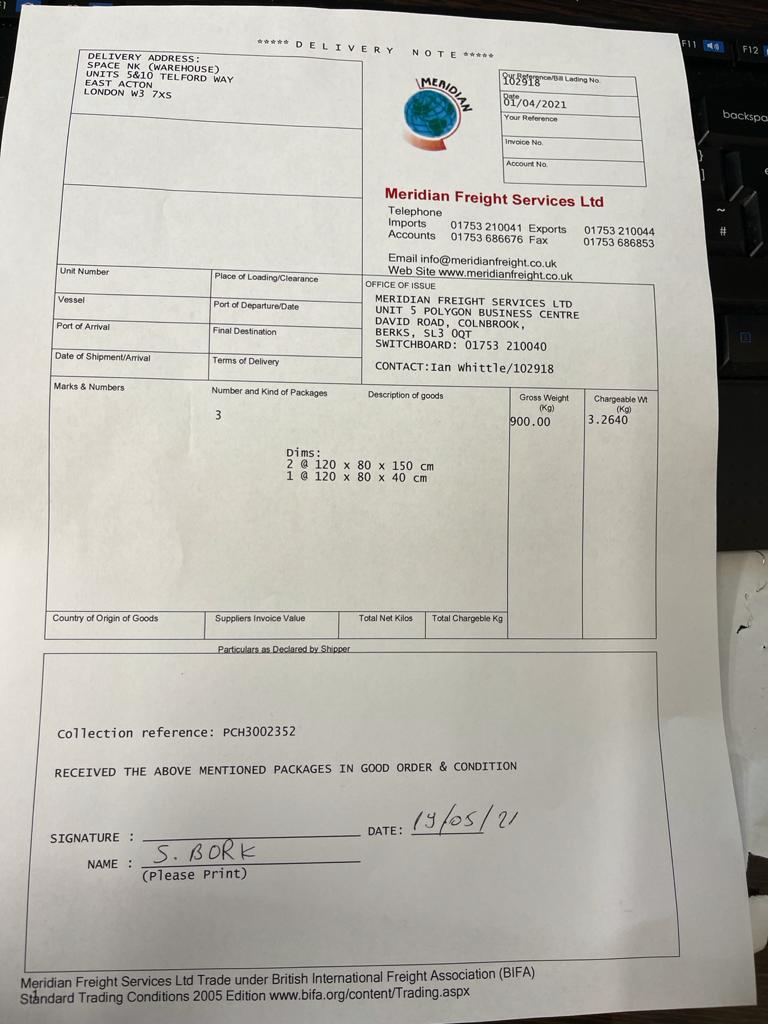 ***** D E L I V E R Y   N O T E *****
DELIVERY ADDRESS:
SPACE NK (WAREHOUSE)
UNITS 5&10 TELFORD WAY
EAST ACTON
LONDON W3 7XS
MERIDIAN
Our Reference/Bill Lading No.
102918
Date
01/04/2021
Your Reference
Invoice No.
Account No.
Meridian Freight Services Ltd
Telephone
Imports 01753 210041 Exports 01753 210044
Accounts 01753 686676 Fax 01753 686853
Email info@meridianfreight.co.uk
Web Site www.meridianfreight.co.uk
Unit Number
Place of Loading/Clearance
Vessel
Port of Departure/Date
Port of Arrival
Final Destination
Date of Shipment/Arrival
Terms of Delivery
OFFICE OF ISSUE
MERIDIAN FREIGHT SERVICES LTD
UNIT 5 POLYGON BUSINESS CENTRE
DAVID ROAD, COLNBROOK,
BERKS, SL3 0QT
SWITCHBOARD: 01753 210040
CONTACT:Ian Whittle/102918
Marks & Numbers
Number and Kind of Packages
Description of goods
Gross Weight
(Kg)
Chargeable Wt
(Kg)
3
900.00
3.2640
Dims:
2 @ 120 x 80 x 150 cm
1 @ 120 x 80 x 40 cm
Country of Origin of Goods
Suppliers Invoice Value
Total Net Kilos
Total Chargeable Kg
Particulars as Declared by Shipper
Collection reference: PCH3002352
RECEIVED THE ABOVE MENTIONED PACKAGES IN GOOD ORDER & CONDITION
SIGNATURE :
DATE: 19/05/21
NAME : S. BORK
(Please Print)
Meridian Freight Services Ltd Trade under British International Freight Association (BIFA)
Standard Trading Conditions 2005 Edition www.bifa.org/content/Trading.aspx
1
F11
F12
backspa
~
#
}
]